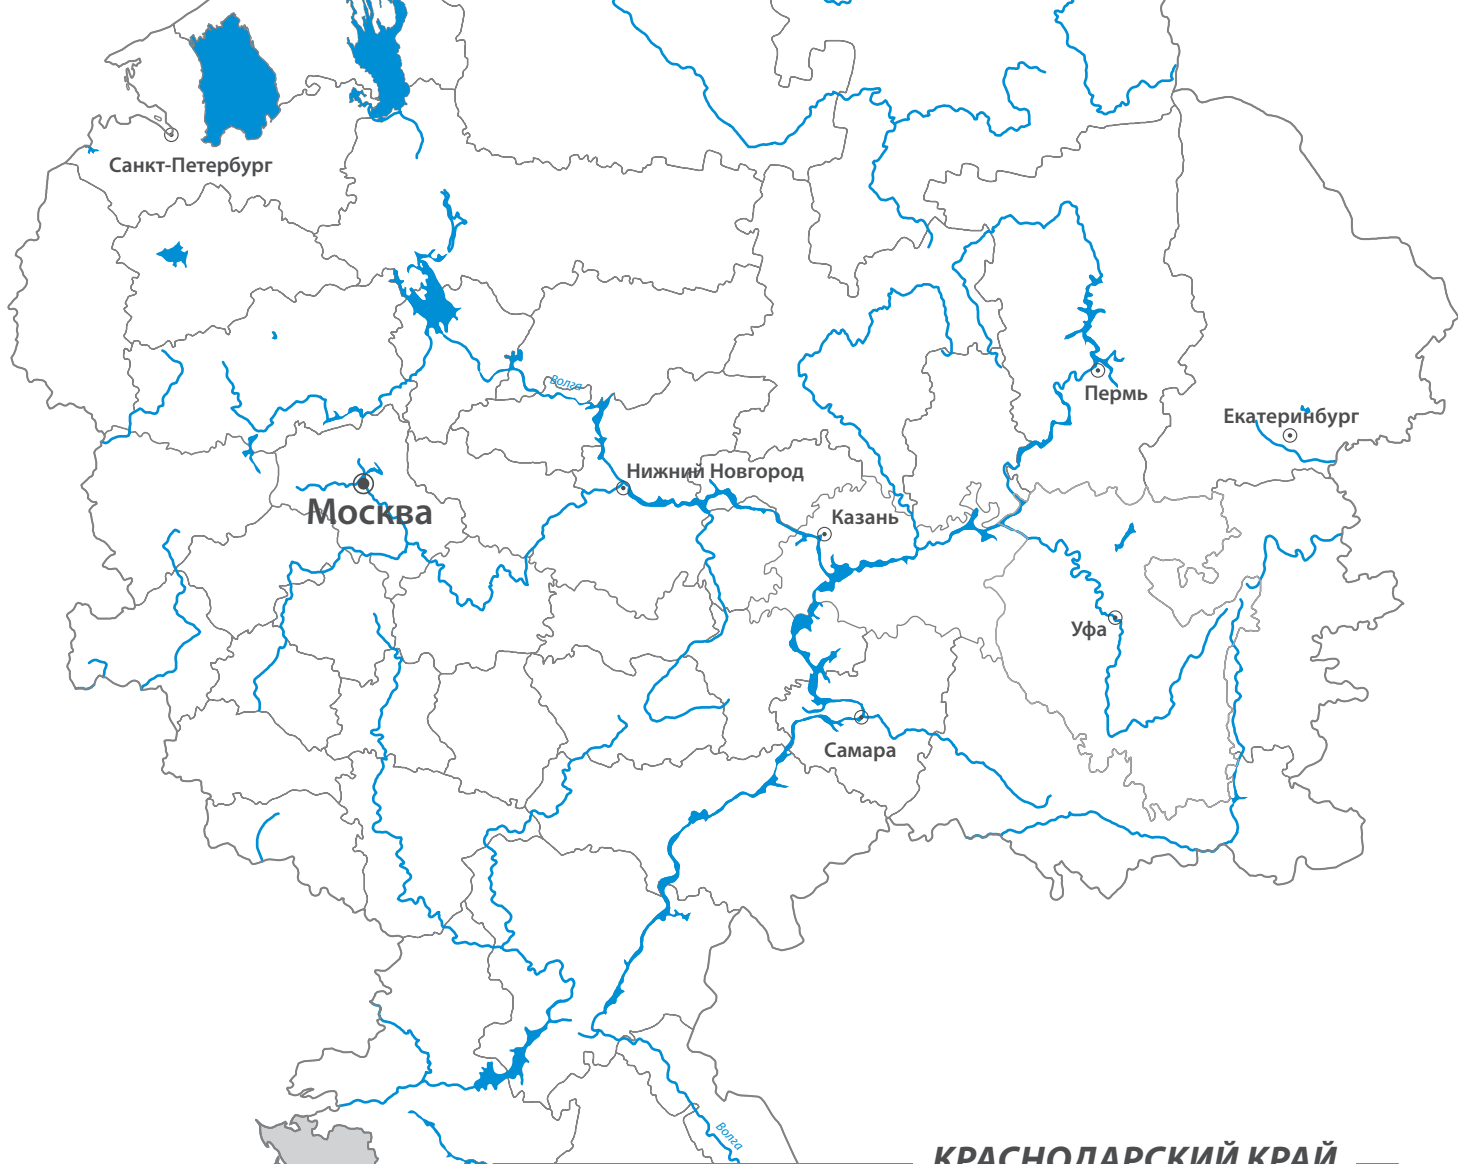 Санкт-Петербург
Волга
Пермь
Екатеринбург
Нижний Новгород
Москва
Казань
Уфа
Самара
Волга
КРАСНОДАРСКИЙ КРАЙ